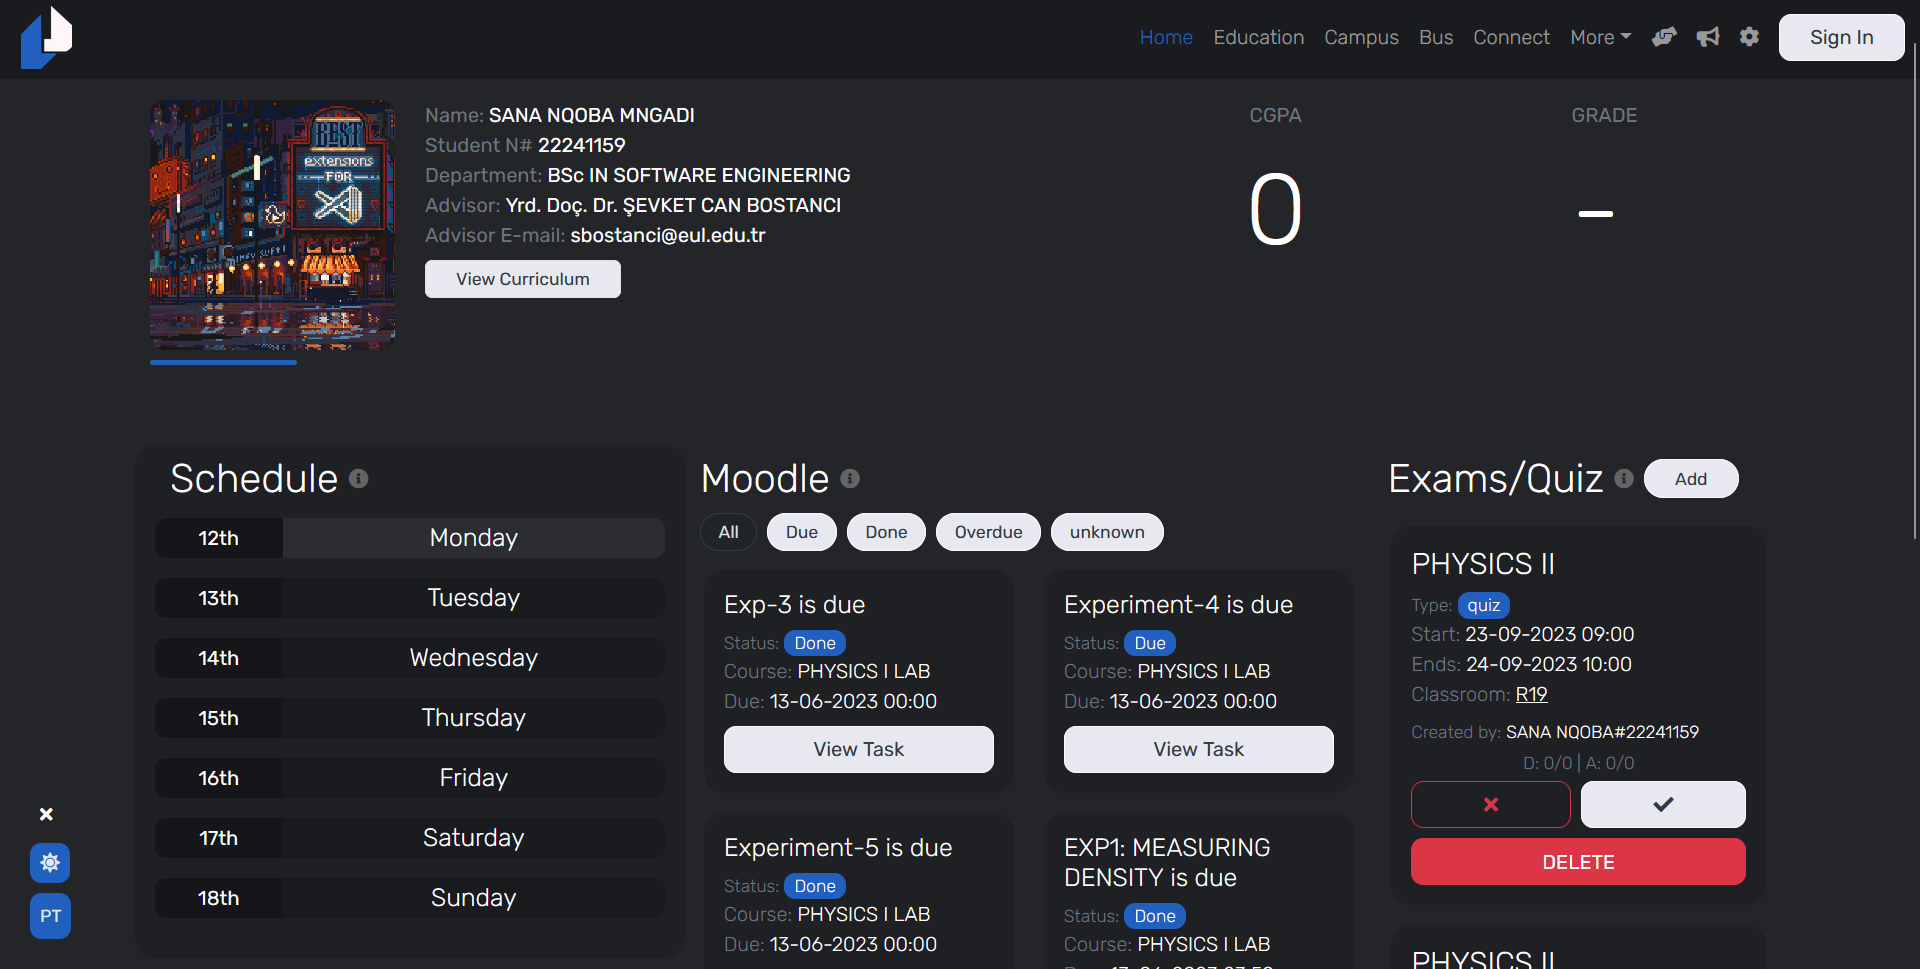 Home Education Campus Bus Connect More Sign In
BEST
extensions
FOR
Name: SANA NQOBA MNGADI
Student N# 22241159
Department: BSc IN SOFTWARE ENGINEERING
Advisor: Yrd. Doç. Dr. ŞEVKET CAN BOSTANCI
Advisor E-mail: sbostanci@eul.edu.tr
View Curriculum
CGPA
0
GRADE
–
Schedule
12th Monday
13th Tuesday
14th Wednesday
15th Thursday
16th Friday
17th Saturday
18th Sunday
PT
Moodle
All Due Done Overdue unknown
Exp-3 is due
Status: Done
Course: PHYSICS I LAB
Due: 13-06-2023 00:00
View Task
Experiment-4 is due
Status: Due
Course: PHYSICS I LAB
Due: 13-06-2023 00:00
View Task
Experiment-5 is due
Status: Done
Course: PHYSICS I LAB
Due: 13-06-2023 00:00
EXP1: MEASURING
DENSITY is due
Status: Done
Course: PHYSICS I LAB
Exams/Quiz Add
PHYSICS II
Type: quiz
Start: 23-09-2023 09:00
Ends: 24-09-2023 10:00
Classroom: R19
Created by: SANA NQOBA#22241159
D: 0/0 | A: 0/0
DELETE
PHYSICS II